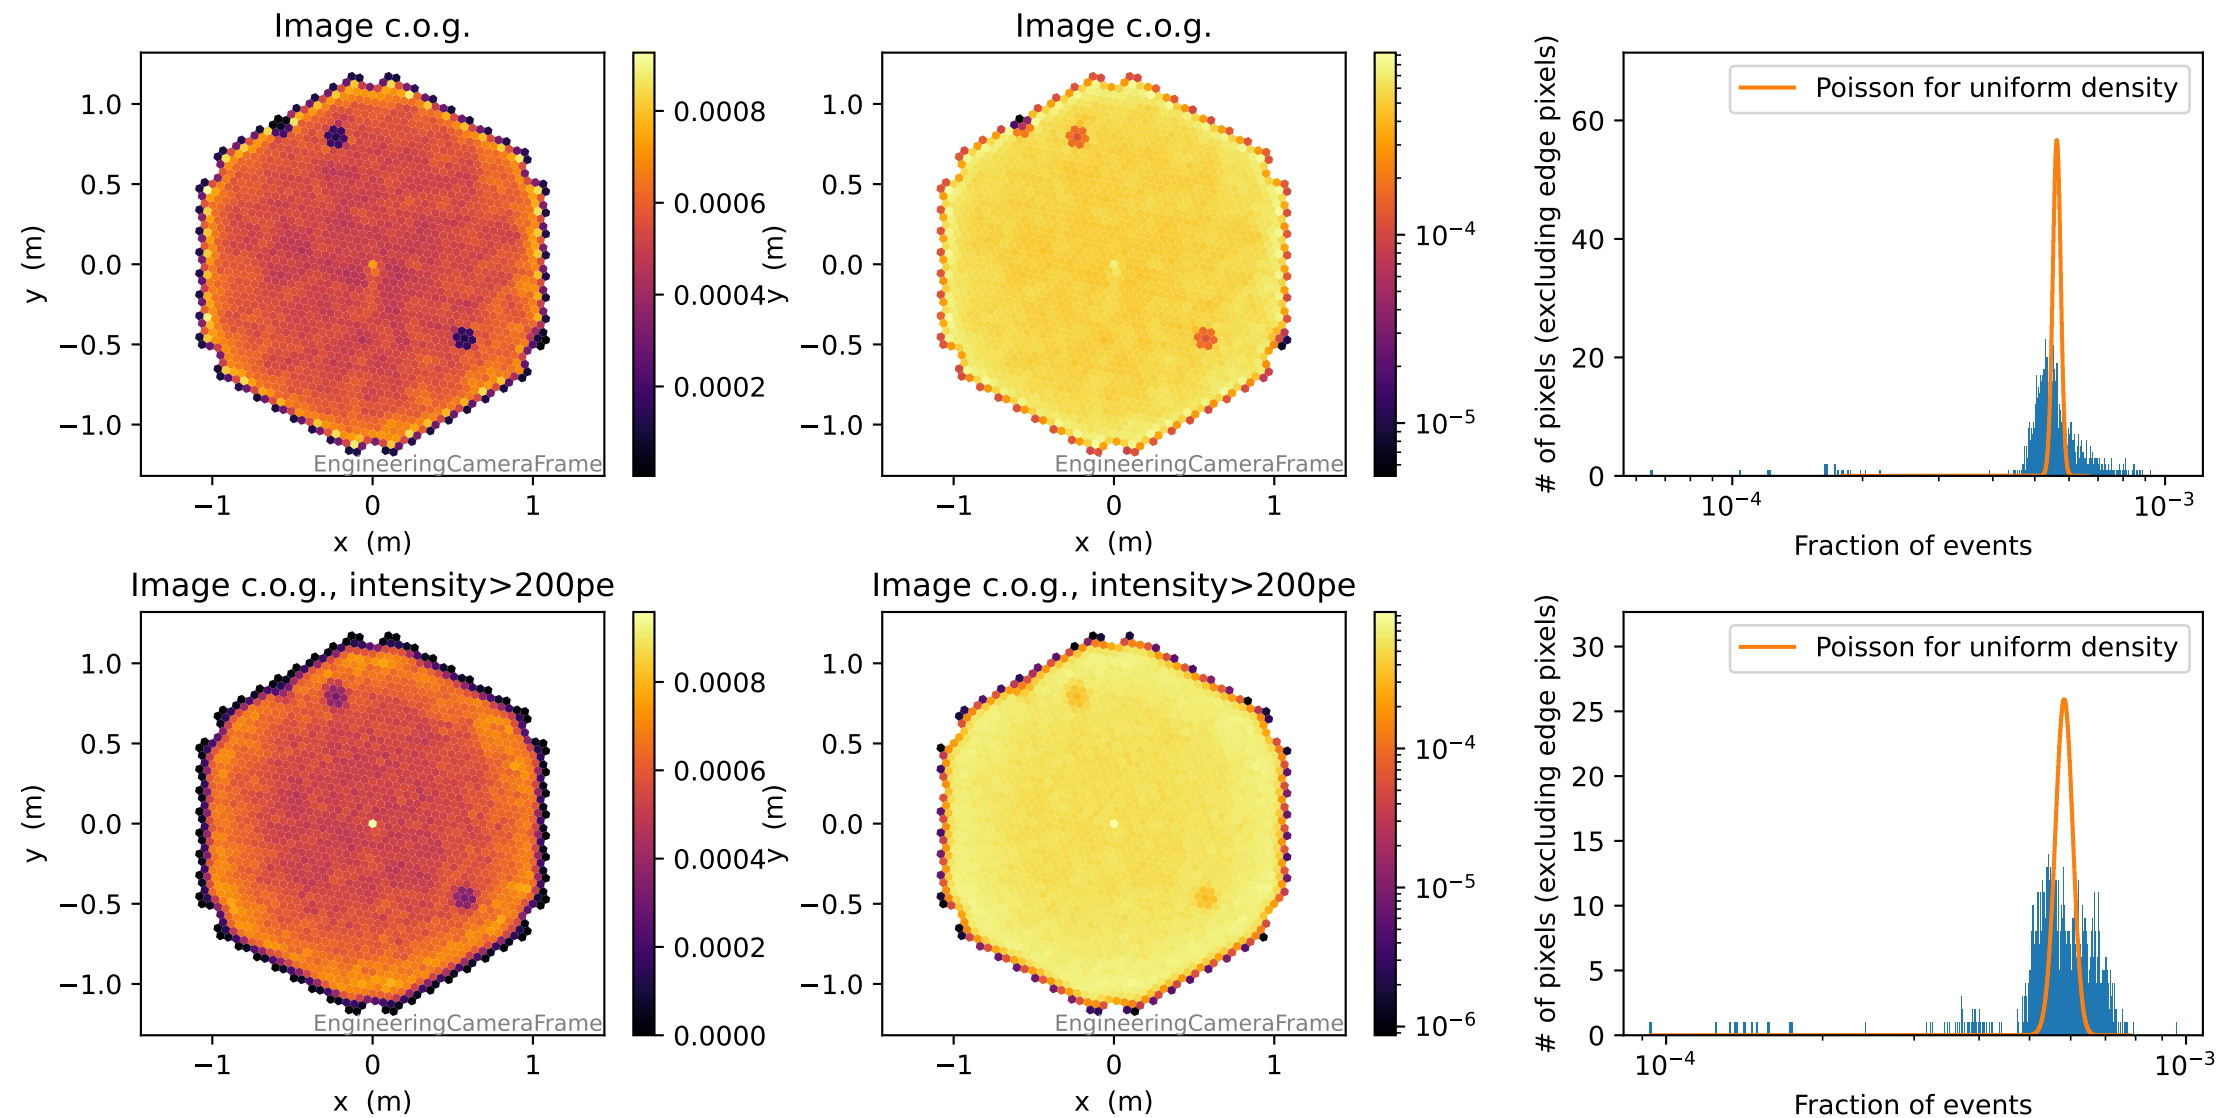 Image c.o.g.
1.0
0.5
0.0
−0.5
−1.0
y (m)
−1
0
1
x (m)
EngineeringCameraFrame
0.0008
0.0006
0.0004
0.0002
Image c.o.g.
1.0
0.5
0.0
−0.5
−1.0
y (m)
−1
0
1
x (m)
EngineeringCameraFrame
10⁻⁴
10⁻⁵
# of pixels (excluding edge pixels)
60
40
20
0
Poisson for uniform density
10⁻⁴
10⁻³
Fraction of events
Image c.o.g., intensity>200pe
1.0
0.5
0.0
−0.5
−1.0
y (m)
−1
0
1
x (m)
EngineeringCameraFrame
0.0008
0.0006
0.0004
0.0002
0.0000
Image c.o.g., intensity>200pe
1.0
0.5
0.0
−0.5
−1.0
y (m)
−1
0
1
x (m)
EngineeringCameraFrame
10⁻⁴
10⁻⁵
10⁻⁶
# of pixels (excluding edge pixels)
30
25
20
15
10
5
0
Poisson for uniform density
10⁻⁴
10⁻³
Fraction of events